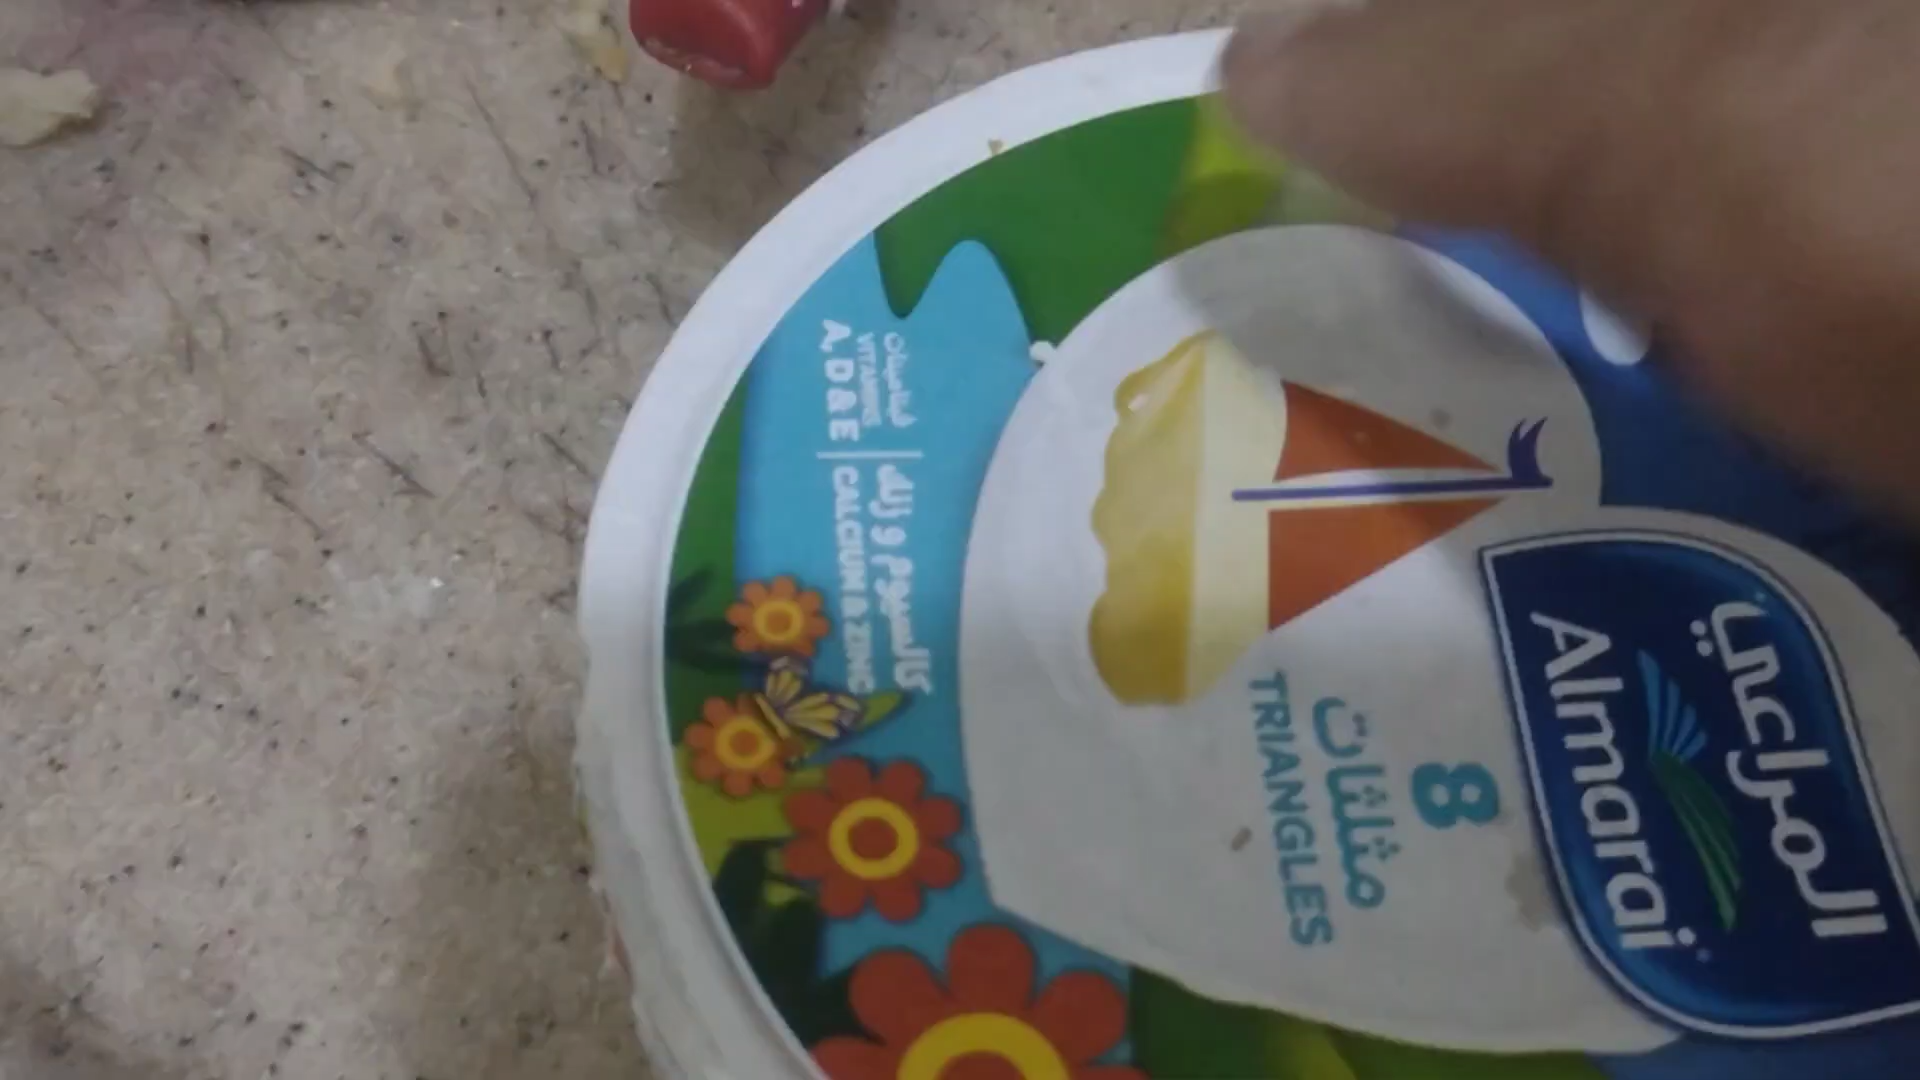 المراعي
Almarai
8
مثلثات
TRIANGLES
فيتامينات
VITAMINS
A, D & E
كالسيوم و زنك
CALCIUM & ZINC